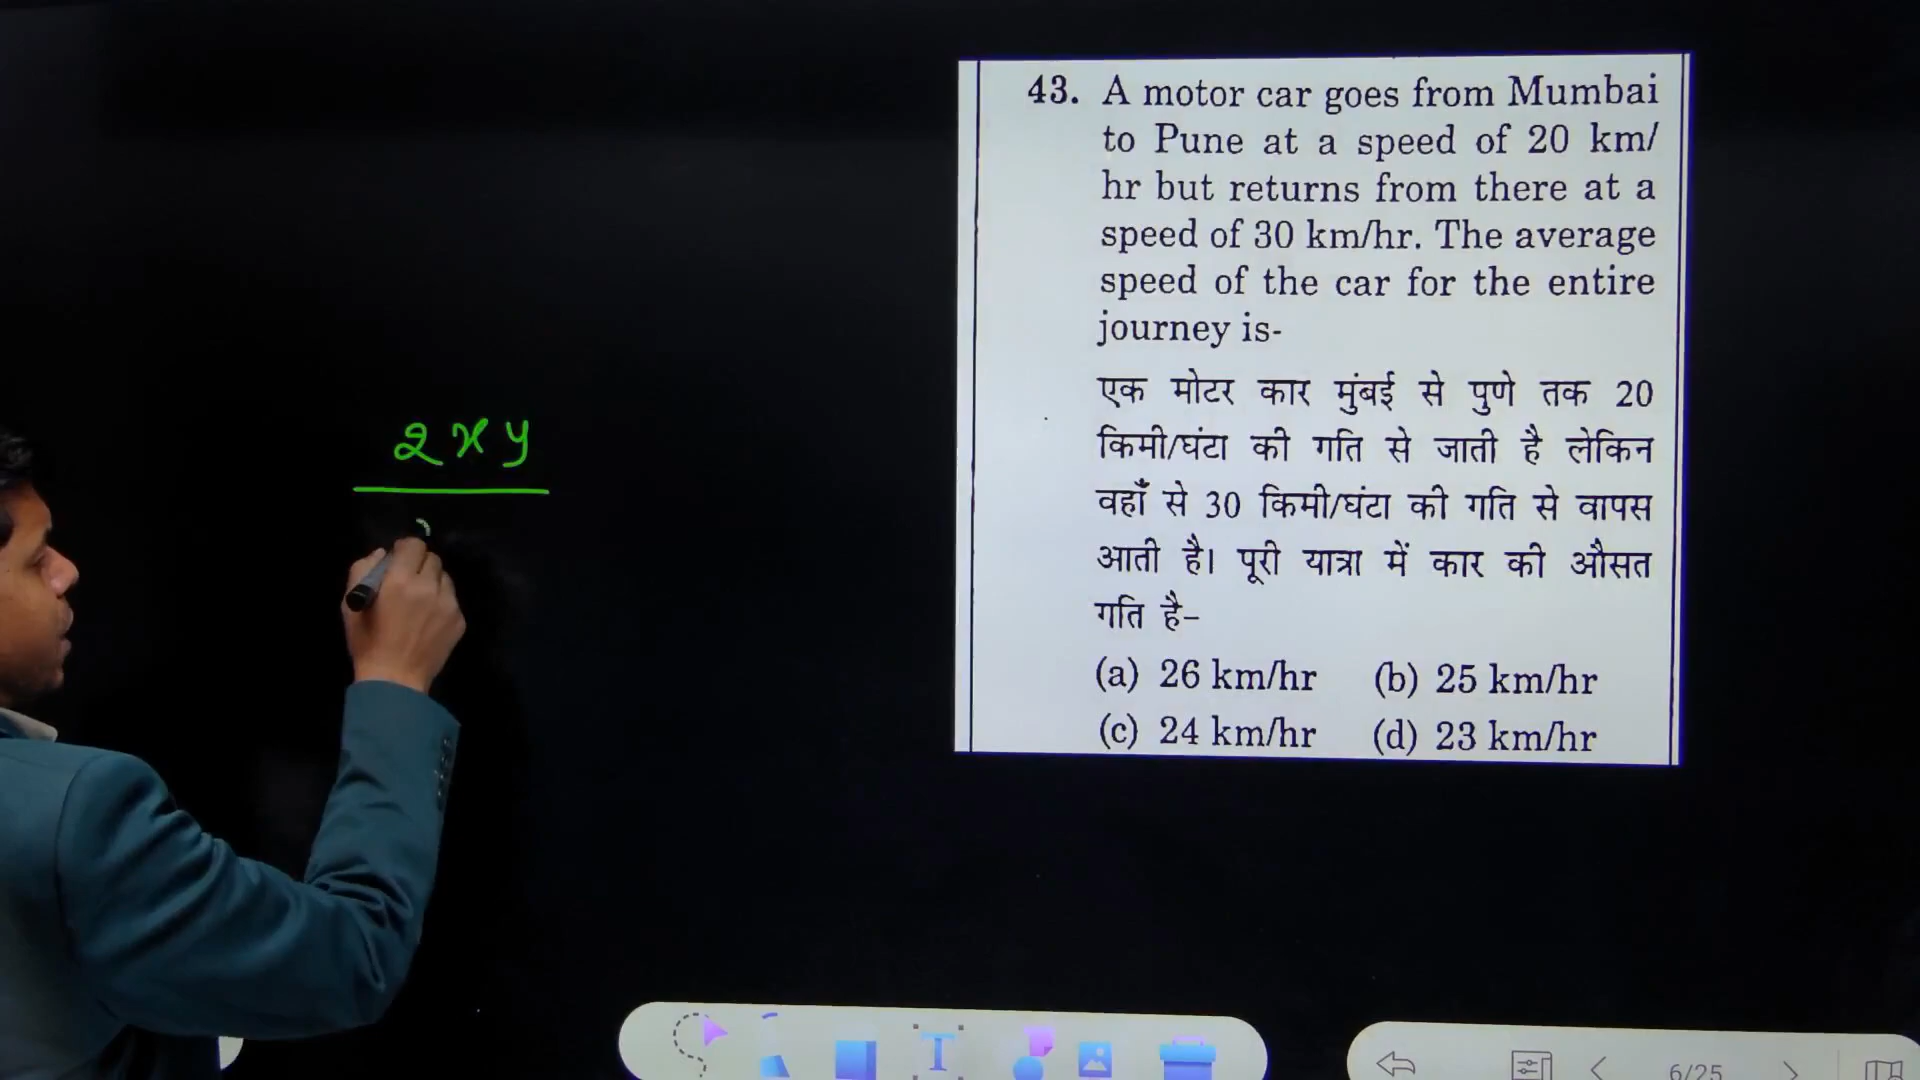 2xy
43. A motor car goes from Mumbai
to Pune at a speed of 20 km/
hr but returns from there at a
speed of 30 km/hr. The average
speed of the car for the entire
journey is-
एक मोटर कार मुंबई से पुणे तक 20
किमी/घंटा की गति से जाती है लेकिन
वहाँ से 30 किमी/घंटा की गति से वापस
आती है। पूरी यात्रा में कार की औसत
गति है-
(a) 26 km/hr (b) 25 km/hr
(c) 24 km/hr (d) 23 km/hr
T
6/25